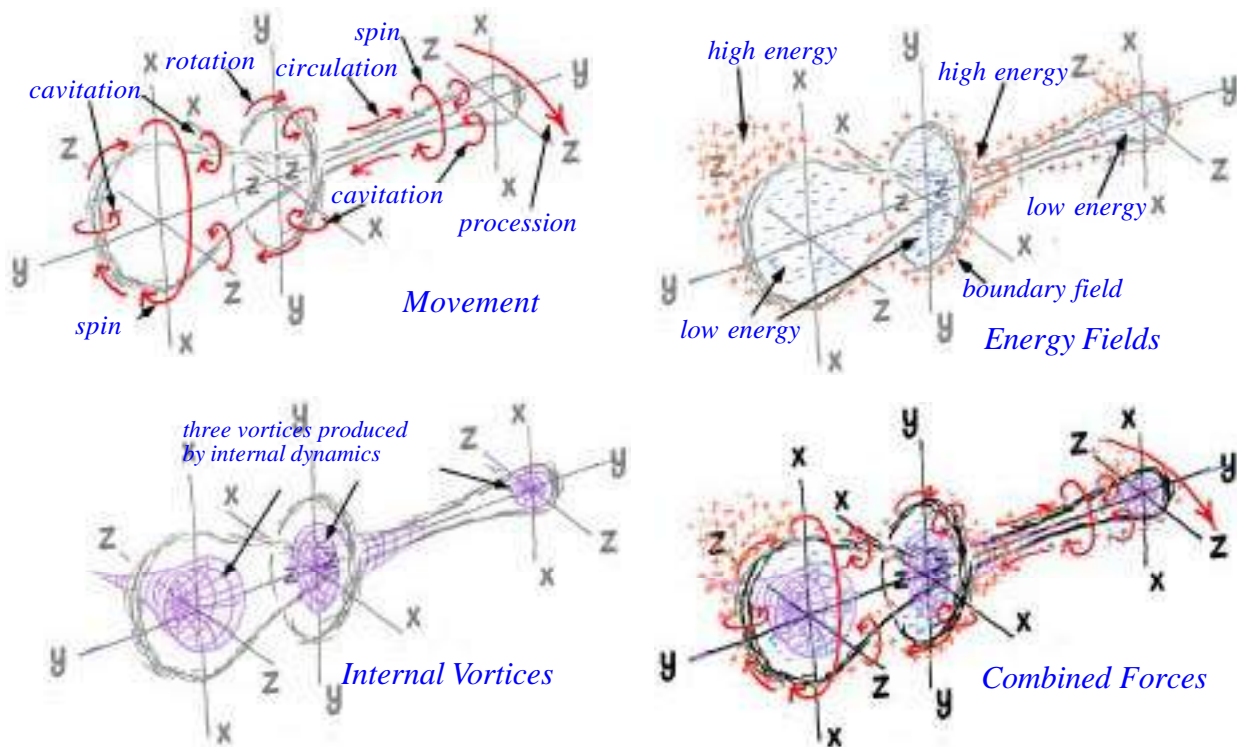 y
x
spin
z
y
x
rotation
circulation
cavitation
x
z
z
z
x
z
cavitation
x
procession
y
z
y
spin
x
Movement
high energy
y
x
z
high energy
y
x
z
z
z
low energy
x
z
x
boundary field
y
z
low energy
y
x
Energy Fields
three vortices produced
by internal dynamics
y
y
x
z
y
x
z
z
z
x
x
y
z
y
x
Internal Vortices
y
x
z
y
x
x
z
z
z
x
x
y
z
y
x
Combined Forces